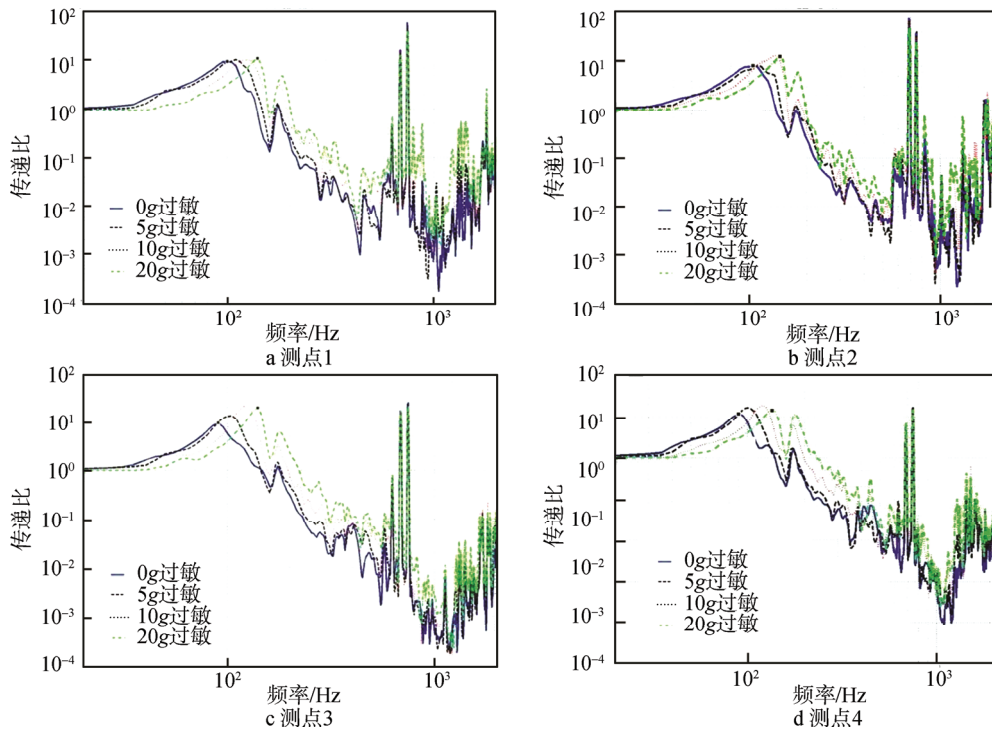 10²
10¹
10⁰
10⁻¹
10⁻²
10⁻³
10⁻⁴
传递比
0g过敏
5g过敏
10g过敏
20g过敏
10²
10³
频率/Hz
a 测点1
10²
10¹
10⁰
10⁻¹
10⁻²
10⁻³
10⁻⁴
传递比
0g过敏
5g过敏
10g过敏
20g过敏
10²
10³
频率/Hz
b 测点2
10²
10¹
10⁰
10⁻¹
10⁻²
10⁻³
10⁻⁴
传递比
0g过敏
5g过敏
10g过敏
20g过敏
10²
10³
频率/Hz
c 测点3
10²
10¹
10⁰
10⁻¹
10⁻²
10⁻³
10⁻⁴
传递比
0g过敏
5g过敏
10g过敏
20g过敏
10²
10³
频率/Hz
d 测点4